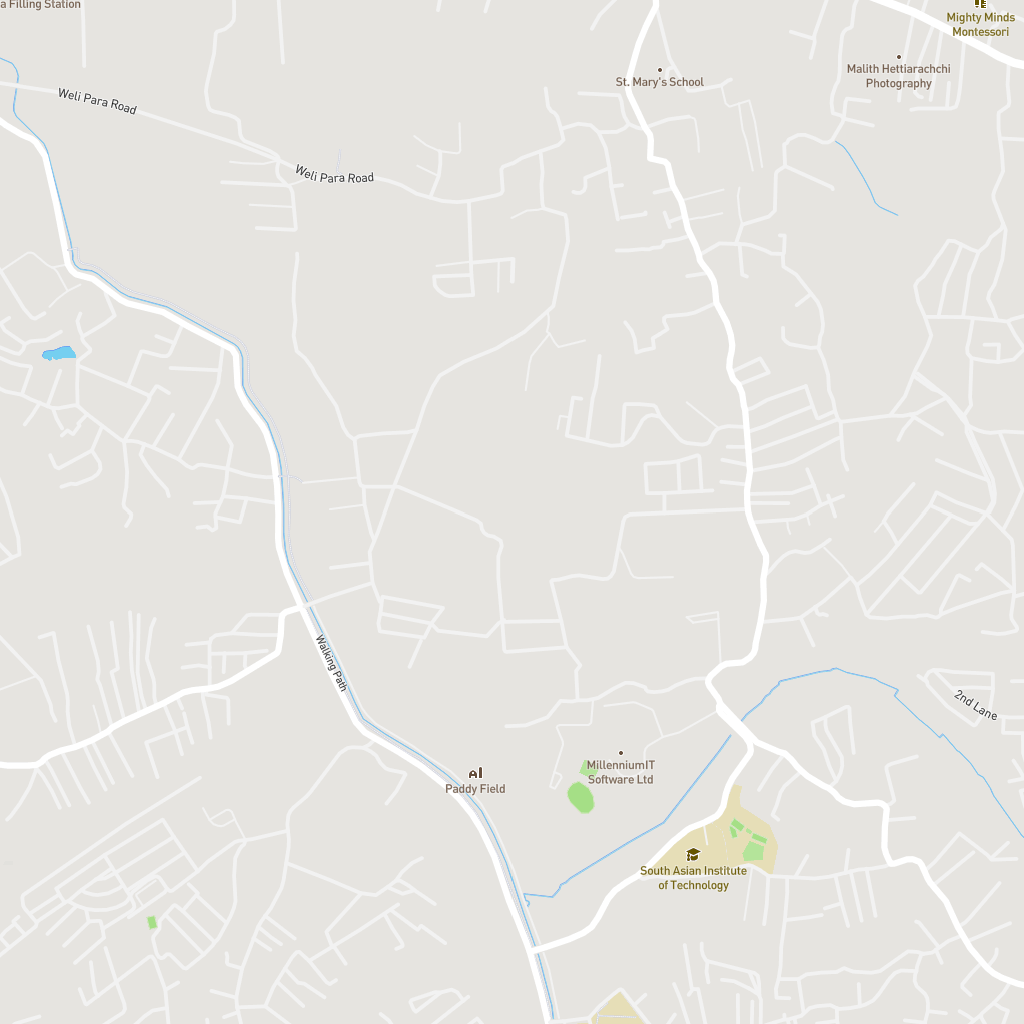 a Filling Station
Mighty Minds
Montessori
Malith Hettiarachchi
Photography
St. Mary's School
Weli Para Road
Weli Para Road
Walking Path
2nd Lane
MillenniumIT
Software Ltd
Paddy Field
South Asian Institute
of Technology